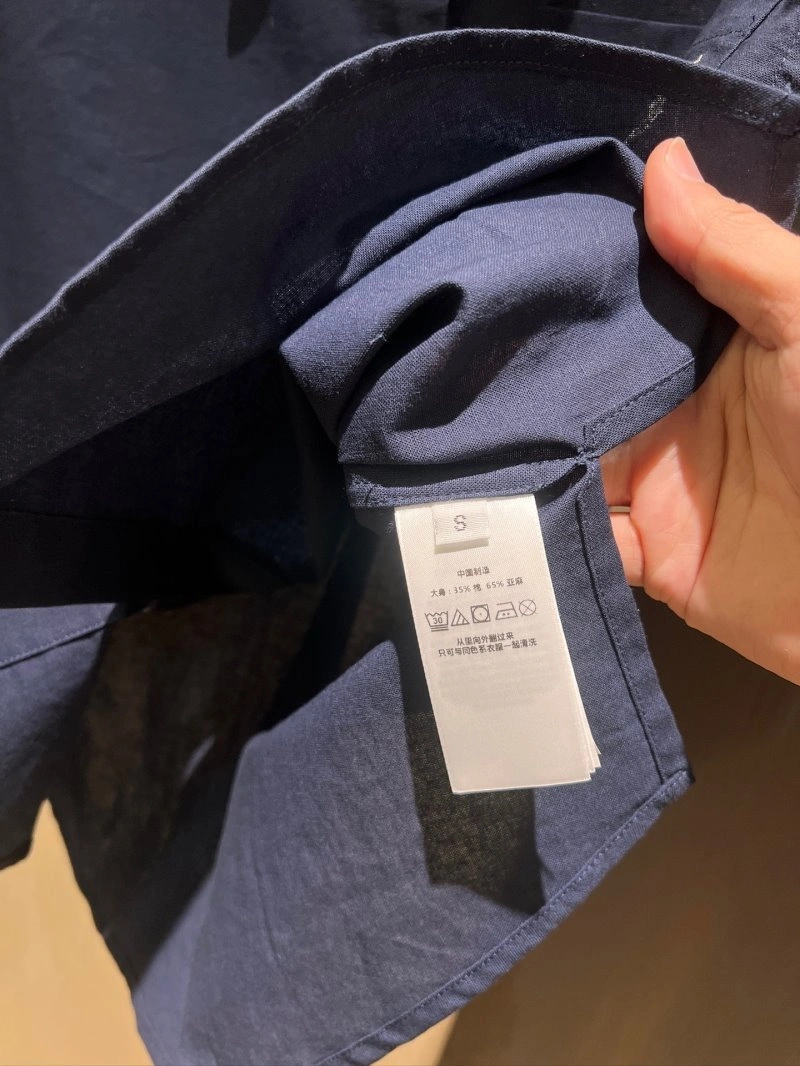 S
中国制造
大身：35% 棉 65% 亚麻
30
从里向外翻过来
只可与同色系衣服一起清洗